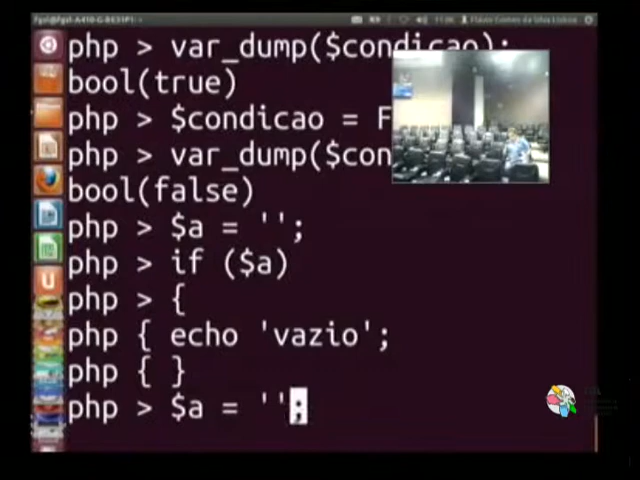 php > var_dump($condicao);
bool(true)
php > $condicao = F
php > var_dump($con
bool(false)
php > $a = '';
php > if ($a)
php > {
php { echo 'vazio';
php { }
php > $a = '';